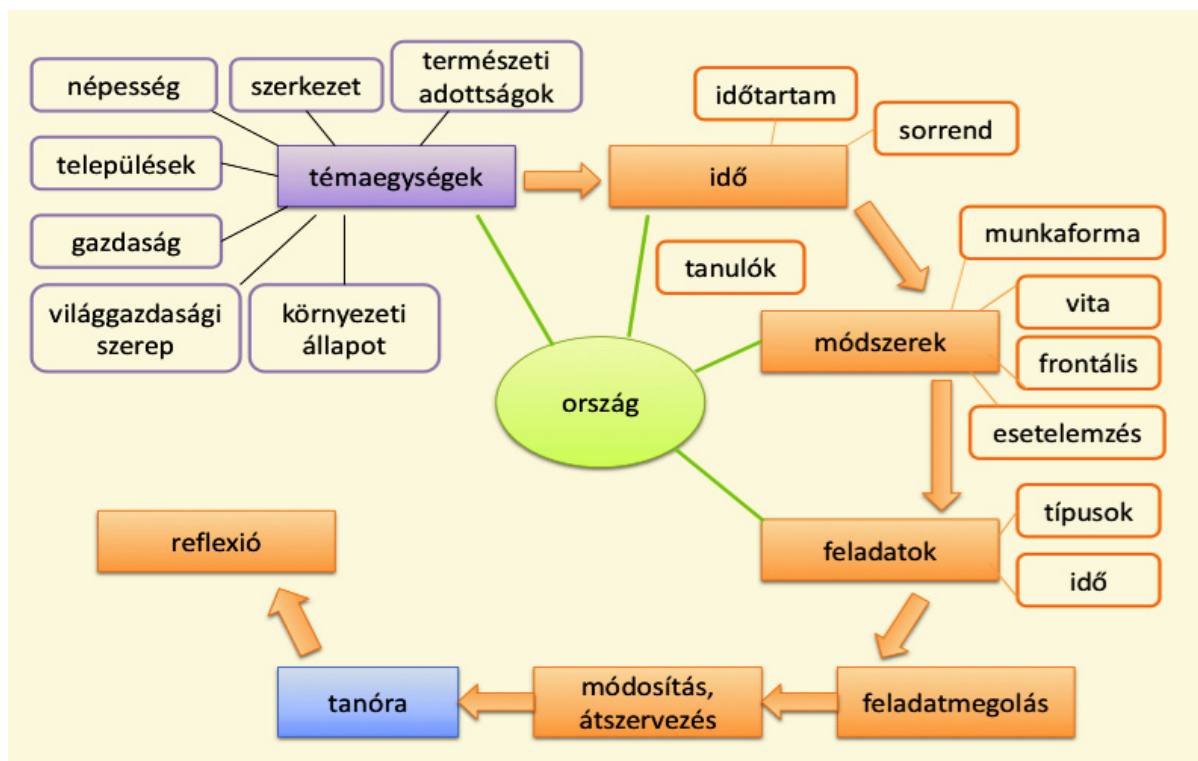 népesség
szerkezet
természeti
adottságok
települések
témaegységek
gazdaság
világgazdasági
szerep
környezeti
állapot
időtartam
sorrend
idő
tanulók
munkaforma
vita
módszerek
frontális
esetelemzés
ország
típusok
feladatok
idő
reflexió
tanóra
módosítás,
átszervezés
feladatmegolás